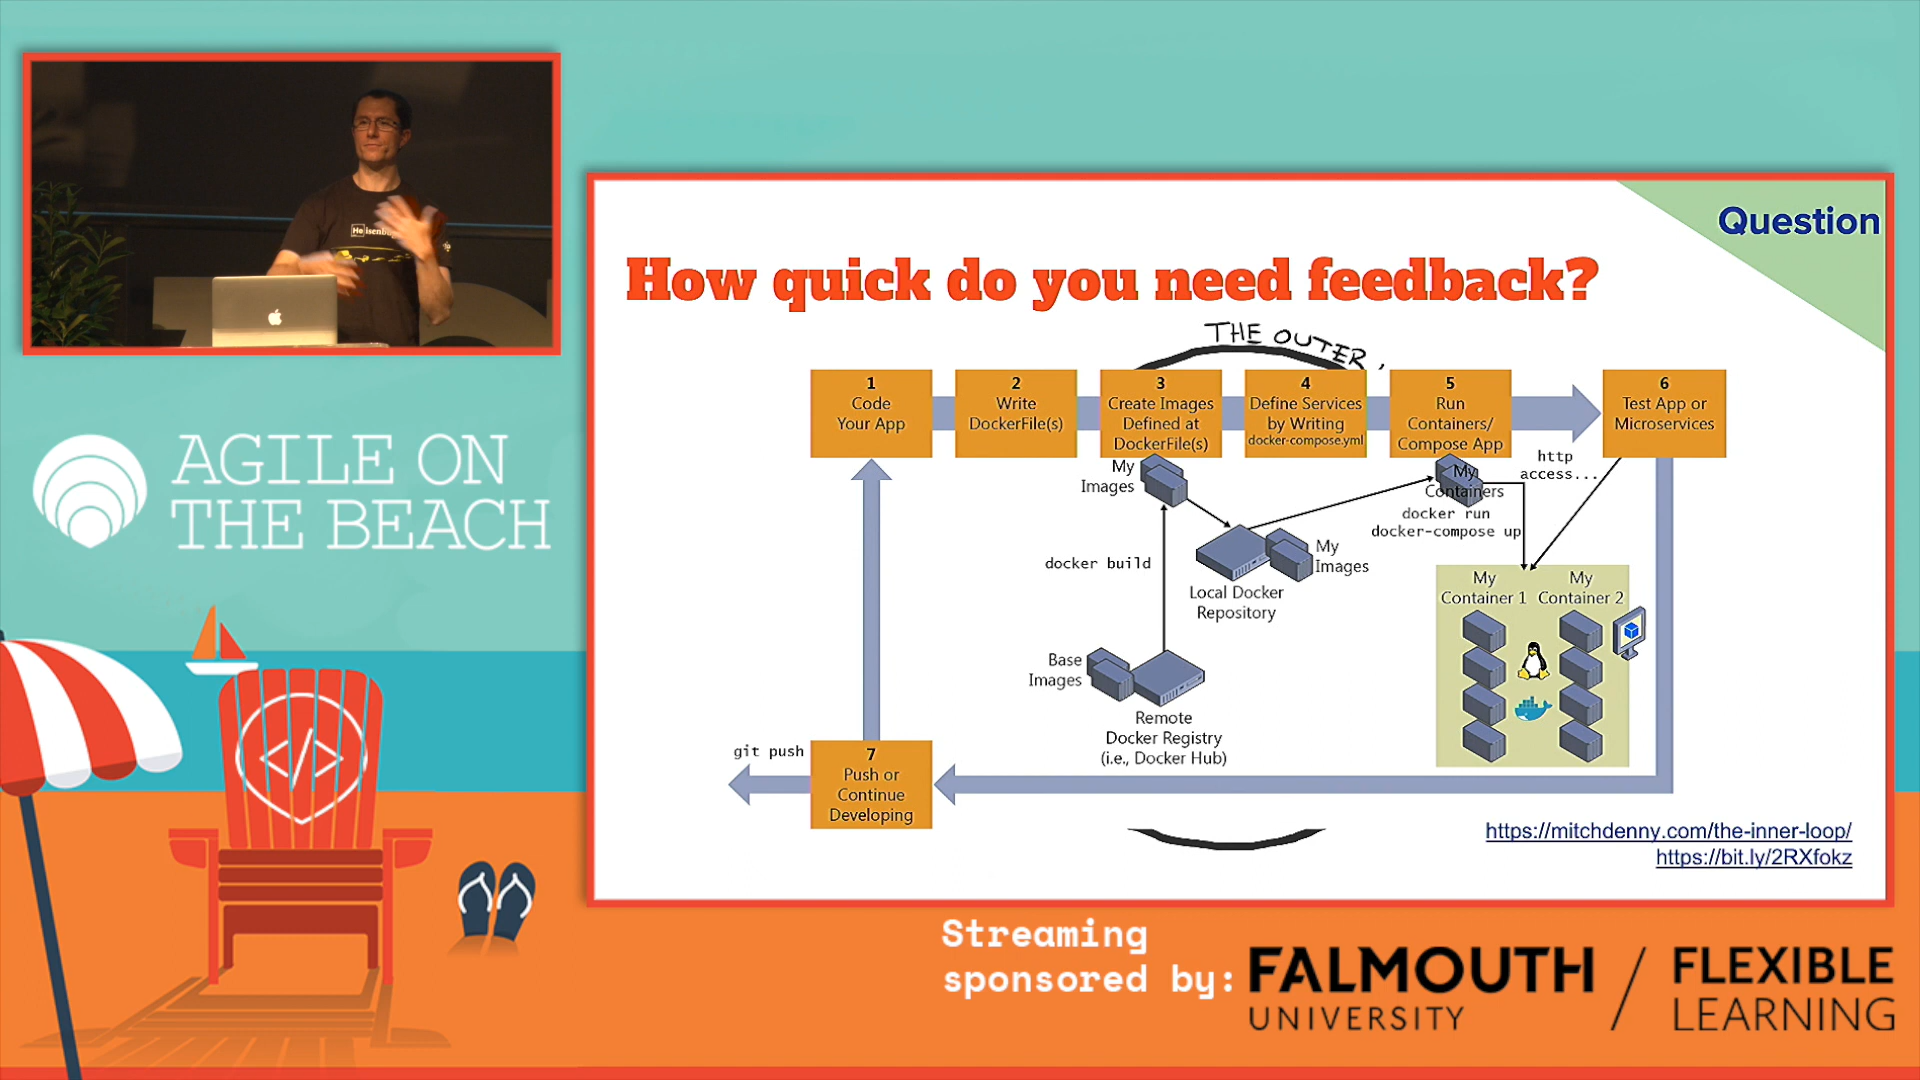 Question
How quick do you need feedback?
THE OUTER
1
Code
Your App
2
Write
DockerFile(s)
3
Create Images
Defined at
DockerFile(s)
4
Define Services
by Writing
docker-compose.yml
5
Run
Containers/
Compose App
6
Test App or
Microservices
My
Images
http
access...
My
Containers
docker run
docker-compose up
docker build
My
Images
Local Docker
Repository
My
Container 1
My
Container 2
Base
Images
Remote
Docker Registry
(i.e., Docker Hub)
git push
7
Push or
Continue
Developing
https://mitchdenny.com/the-inner-loop/
https://bit.ly/2RXfokz
AGILE ON
THE BEACH
</>
Streaming
sponsored by:
FALMOUTH
UNIVERSITY
FLEXIBLE
LEARNING